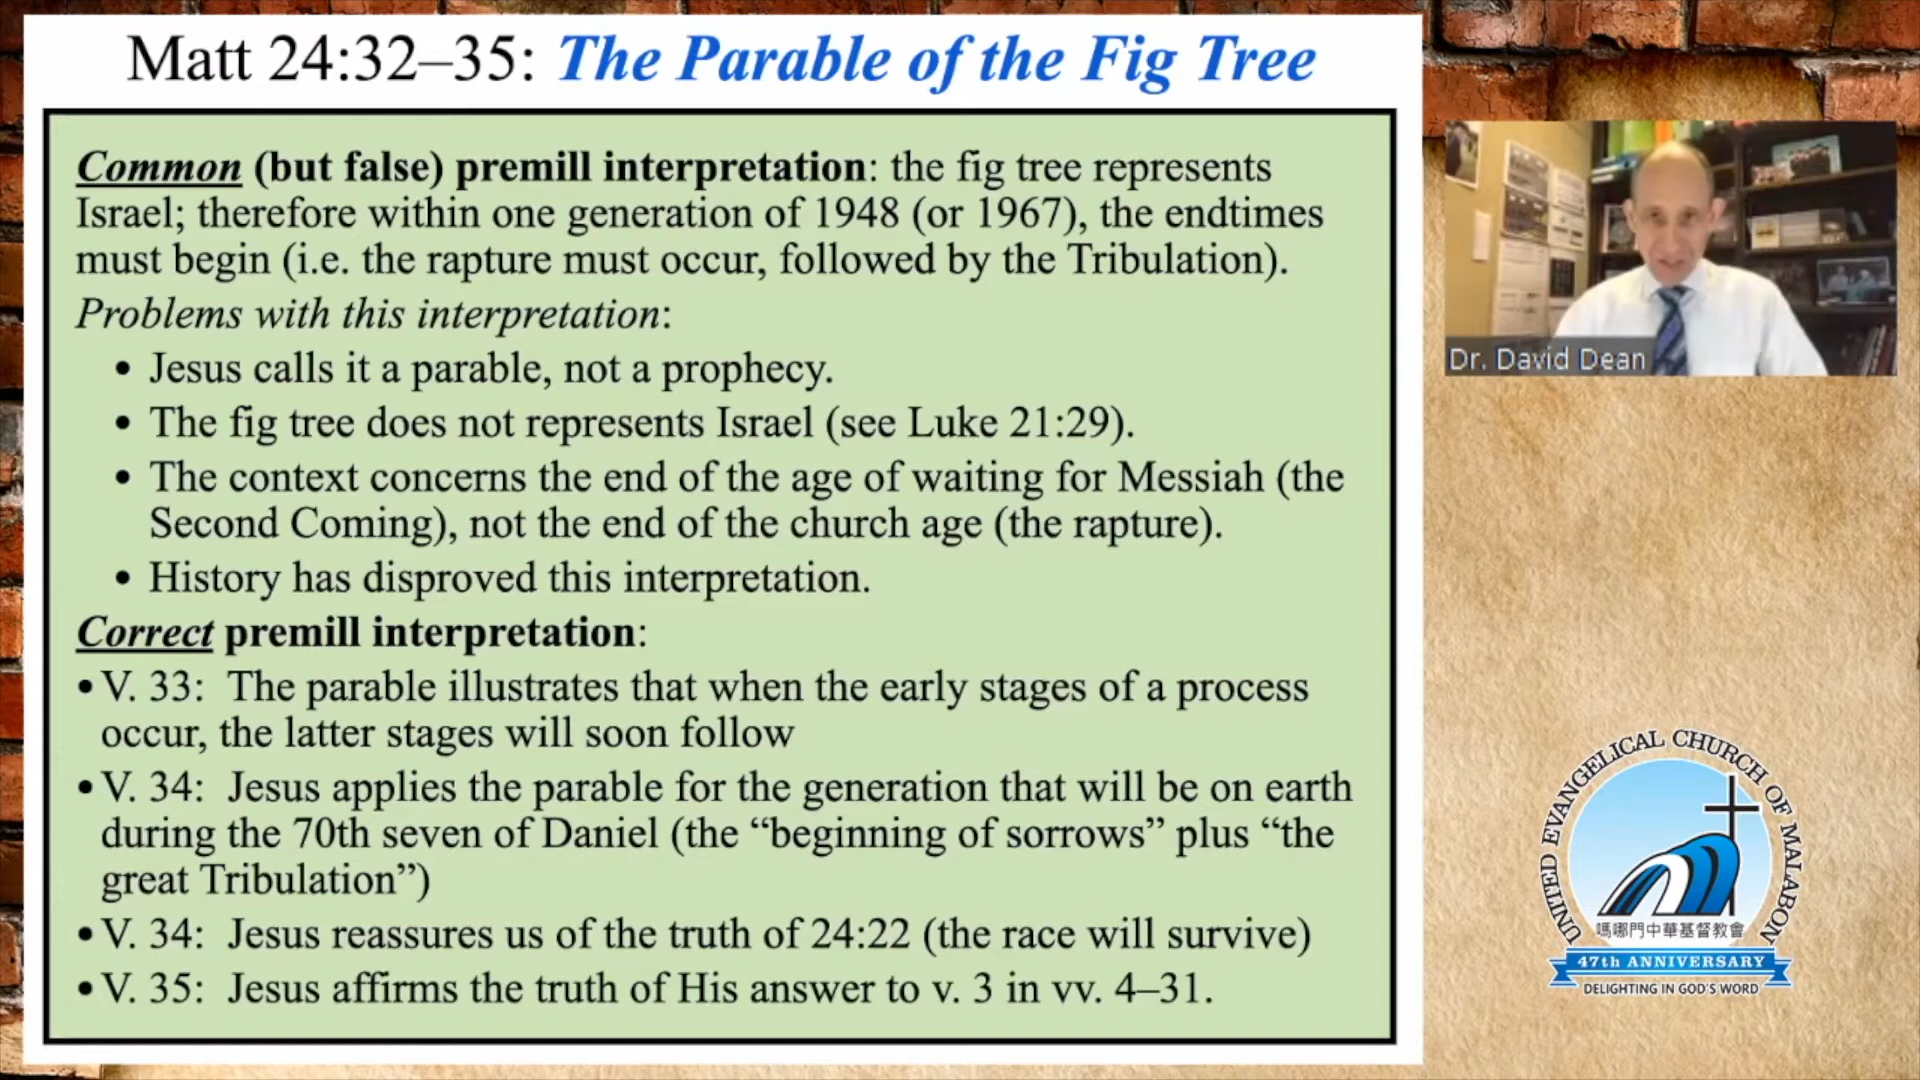 Matt 24:32–35: The Parable of the Fig Tree
Common (but false) premill interpretation: the fig tree represents
Israel; therefore within one generation of 1948 (or 1967), the endtimes
must begin (i.e. the rapture must occur, followed by the Tribulation).
Problems with this interpretation:
• Jesus calls it a parable, not a prophecy.
• The fig tree does not represents Israel (see Luke 21:29).
• The context concerns the end of the age of waiting for Messiah (the
Second Coming), not the end of the church age (the rapture).
• History has disproved this interpretation.
Correct premill interpretation:
• V. 33:  The parable illustrates that when the early stages of a process
occur, the latter stages will soon follow
• V. 34:  Jesus applies the parable for the generation that will be on earth
during the 70th seven of Daniel (the “beginning of sorrows” plus “the
great Tribulation”)
• V. 34:  Jesus reassures us of the truth of 24:22 (the race will survive)
• V. 35:  Jesus affirms the truth of His answer to v. 3 in vv. 4–31.
Dr. David Dean
UNITED EVANGELICAL CHURCH OF MALABON
嗎哪門中華基督教會
47th ANNIVERSARY
DELIGHTING IN GOD'S WORD